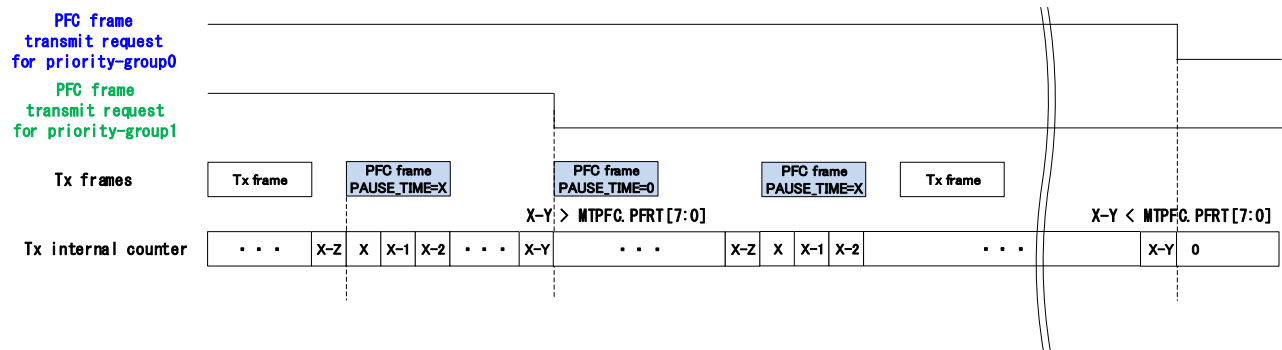 PFC frame
transmit request
for priority-group0
PFC frame
transmit request
for priority-group1
Tx frames
Tx frame
PFC frame
PAUSE_TIME=X
PFC frame
PAUSE_TIME=0
PFC frame
PAUSE_TIME=X
Tx frame
X-Y > MTPFC.PFRT[7:0]
X-Y < MTPFC.PFRT[7:0]
Tx internal counter
・・・ X-Z X X-1 X-2 ・・・ X-Y ・・・ X-Z X X-1 X-2 ・・・ X-Y 0